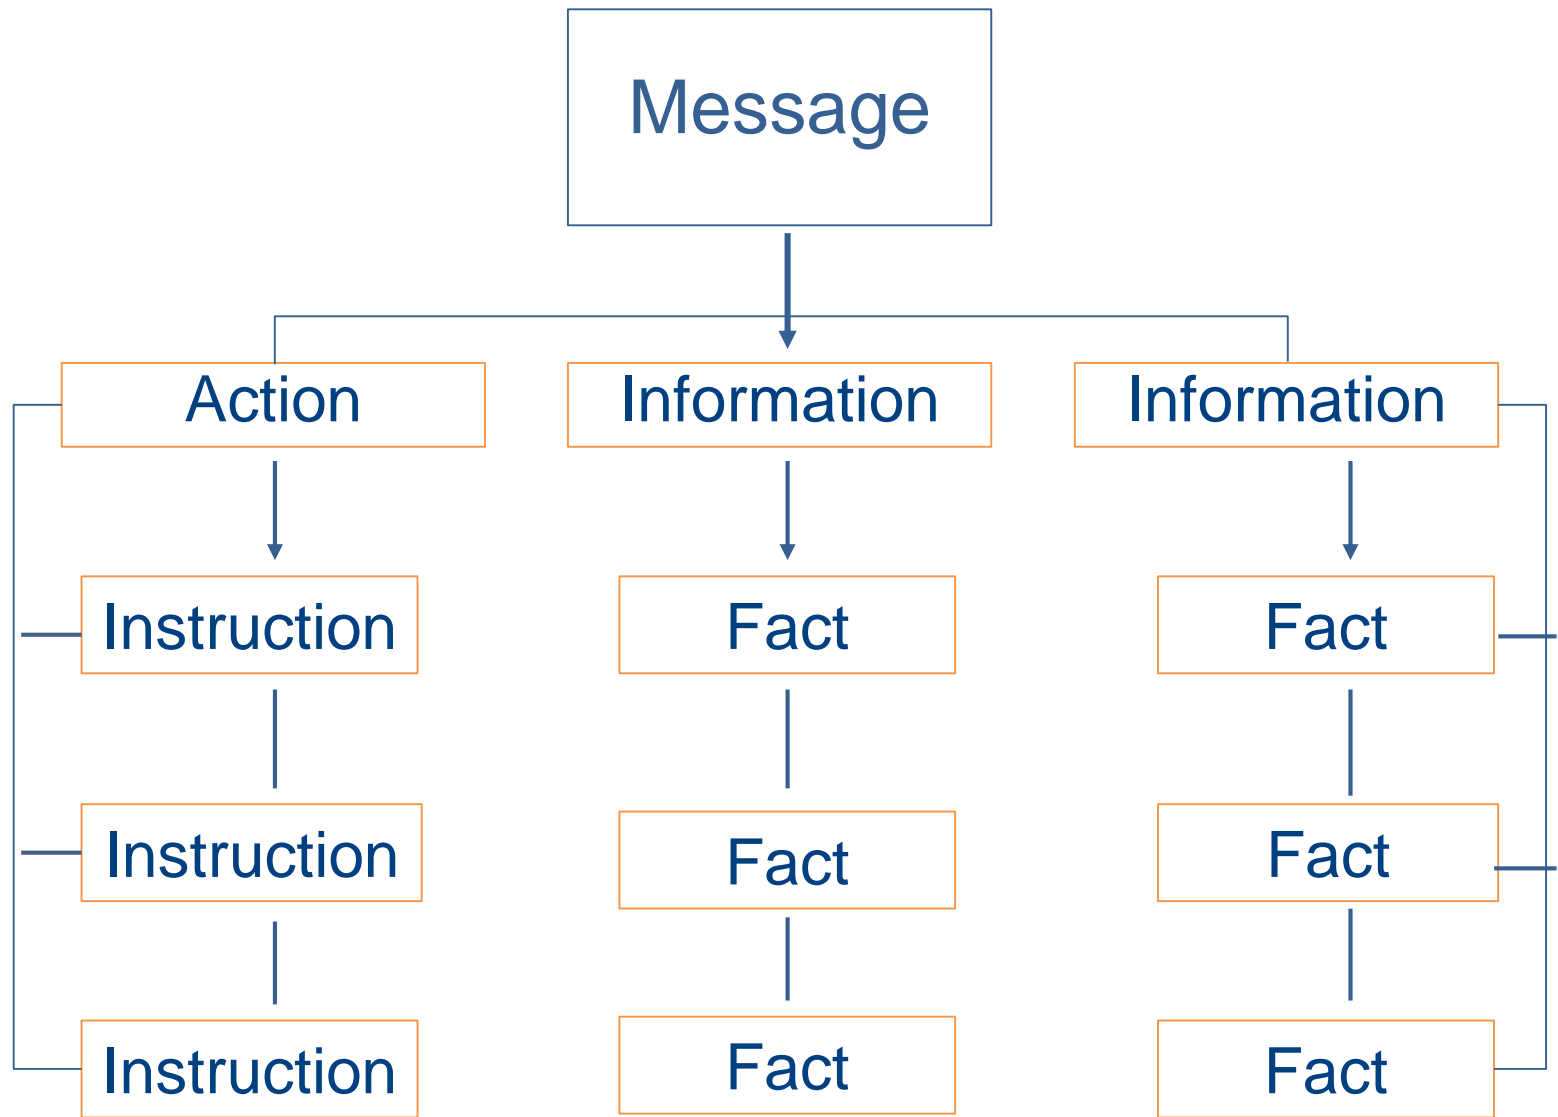 Message
Action
Information
Information
Instruction
Fact
Fact
Instruction
Fact
Fact
Instruction
Fact
Fact